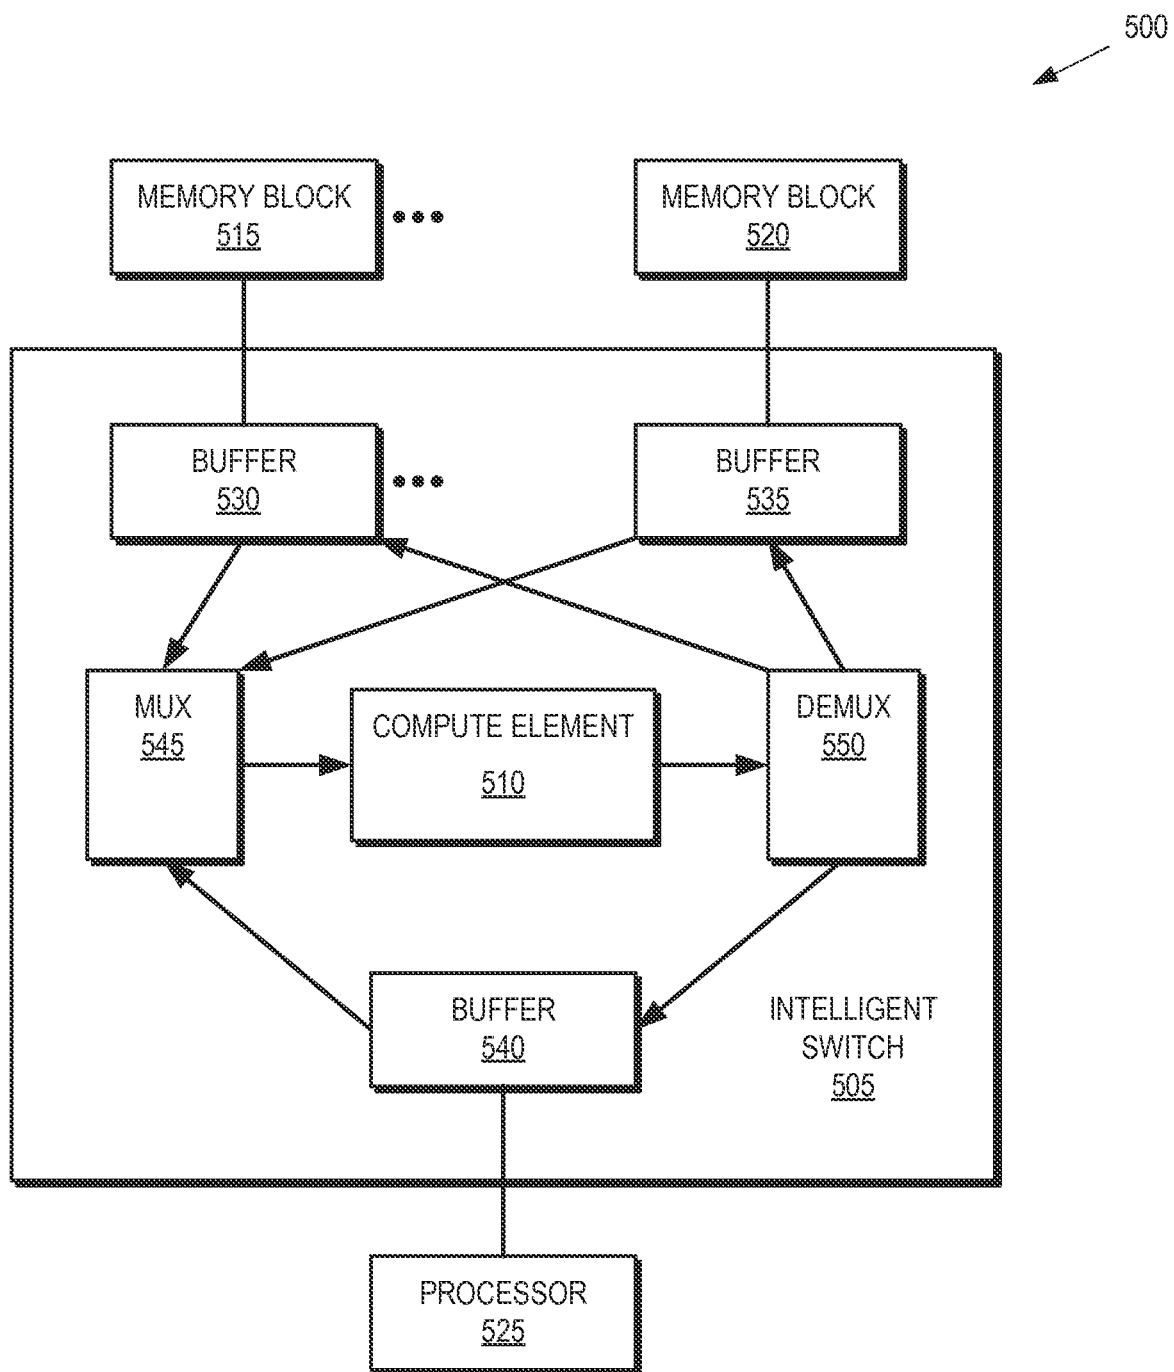 500
MEMORY BLOCK
515
MEMORY BLOCK
520
BUFFER
530
BUFFER
535
MUX
545
COMPUTE ELEMENT
510
DEMUX
550
BUFFER
540
INTELLIGENT
SWITCH
505
PROCESSOR
525